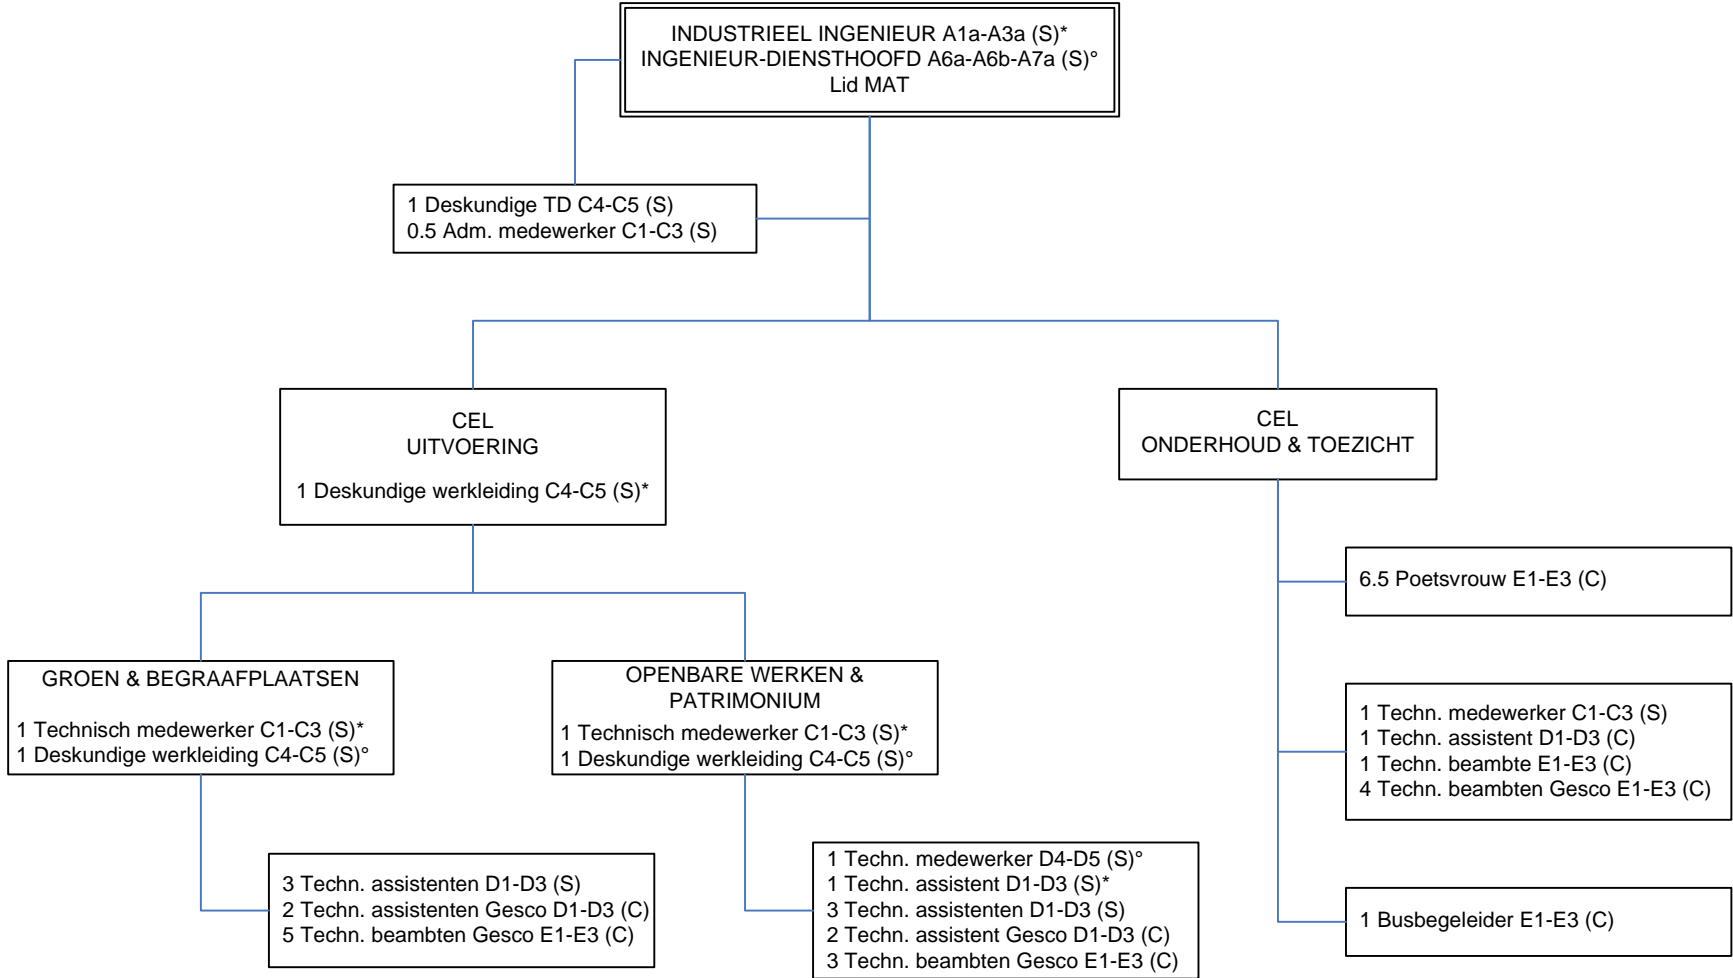 INDUSTRIEEL INGENIEUR A1a-A3a (S)*
INGENIEUR-DIENSTHOOFD A6a-A6b-A7a (S)°
Lid MAT
1 Deskundige TD C4-C5 (S)
0.5 Adm. medewerker C1-C3 (S)
CEL
UITVOERING
1 Deskundige werkleiding C4-C5 (S)*
CEL
ONDERHOUD & TOEZICHT
GROEN & BEGRAAFPLAATSEN
1 Technisch medewerker C1-C3 (S)*
1 Deskundige werkleiding C4-C5 (S)°
OPENBARE WERKEN &
PATRIMONIUM
1 Technisch medewerker C1-C3 (S)*
1 Deskundige werkleiding C4-C5 (S)°
3 Techn. assistenten D1-D3 (S)
2 Techn. assistenten Gesco D1-D3 (C)
5 Techn. beambten Gesco E1-E3 (C)
1 Techn. medewerker D4-D5 (S)°
1 Techn. assistent D1-D3 (S)*
3 Techn. assistenten D1-D3 (S)
2 Techn. assistent Gesco D1-D3 (C)
3 Techn. beambten Gesco E1-E3 (C)
6.5 Poetsvrouw E1-E3 (C)
1 Techn. medewerker C1-C3 (S)
1 Techn. assistent D1-D3 (C)
1 Techn. beambte E1-E3 (C)
4 Techn. beambten Gesco E1-E3 (C)
1 Busbegeleider E1-E3 (C)